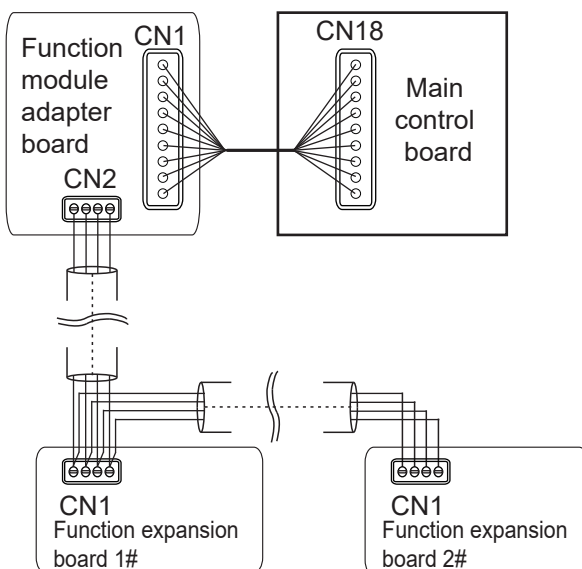 Function
module
adapter
board
CN1
CN2
CN18
Main
control
board
CN1
Function expansion
board 1#
CN1
Function expansion
board 2#